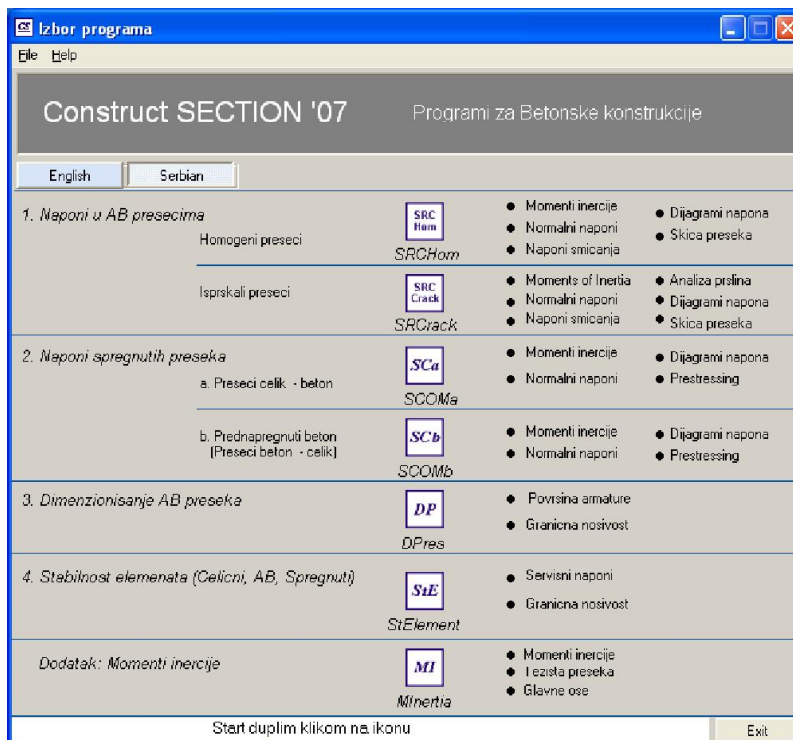 CS Izbor programa
File Help
Construct SECTION '07 Programi za Betonske konstrukcije
English Serbian
1. Naponi u AB presecima
Homogeni preseci
SRC
Hom
SRCHom
● Momenti inercije
● Normalni naponi
● Naponi smicanja
● Dijagrami napona
● Skica preseka
Isprskali preseci
SRC
Crack
SRCrack
● Moments of Inertia
● Normalni naponi
● Naponi smicanja
● Analiza prslina
● Dijagrami napona
● Skica preseka
2. Naponi spregnutih preseka
a. Preseci celik - beton
SCa
SCOMa
● Momenti inercije
● Normalni naponi
● Dijagrami napona
● Prestressing
b. Prednapregnuti beton
(Preseci beton - celik)
SCb
SCOMb
● Momenti inercije
● Normalni naponi
● Dijagrami napona
● Prestressing
3. Dimenzionisanje AB preseka
DP
DPres
● Povrsina armature
● Granicna nosivost
4. Stabilnost elemenata (Celicni, AB, Spregnuti)
StE
StElement
● Servisni naponi
● Granicna nosivost
Dodatak: Momenti inercije
MI
MInertia
● Momenti inercije
● Tezista preseka
● Glavne ose
Start duplim klikom na ikonu
Exit